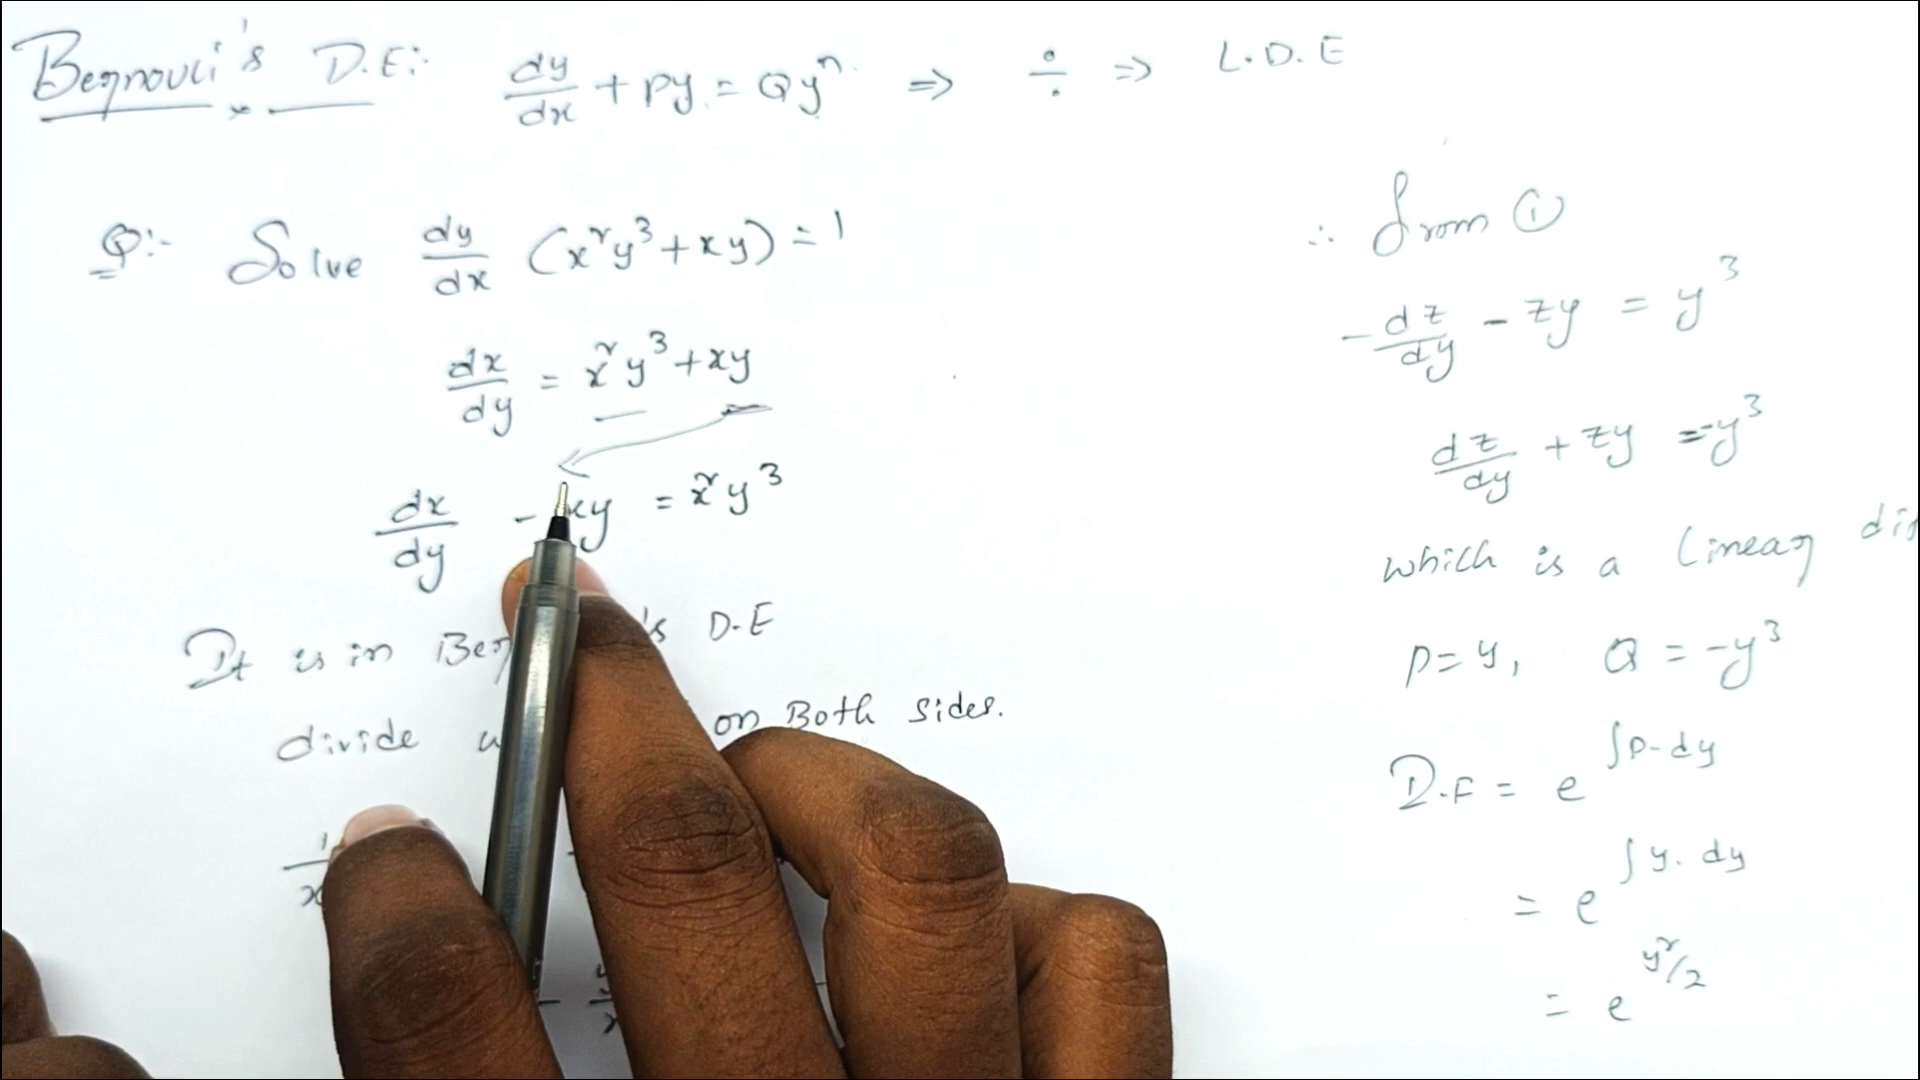 Bernouli's D.E:- dy/dx + Py = Qy^n ⇒ ÷ ⇒ L.D.E
Q:- Solve dy/dx (x²y³+xy) = 1
dx/dy = x²y³+xy
dx/dy - xy = x²y³
It is in D.E
divide on Both sides.
∴ from ①
-dz/dy - zy = y³
dz/dy + zy = -y³
which is a linear
P=y, Q = -y³
I.F = e^∫P.dy
= e^∫y.dy
= e^y²/2